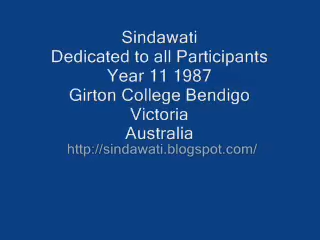 Sindawati
Dedicated to all Participants
Year 11 1987
Girton College Bendigo
Victoria
Australia
http://sindawati.blogspot.com/